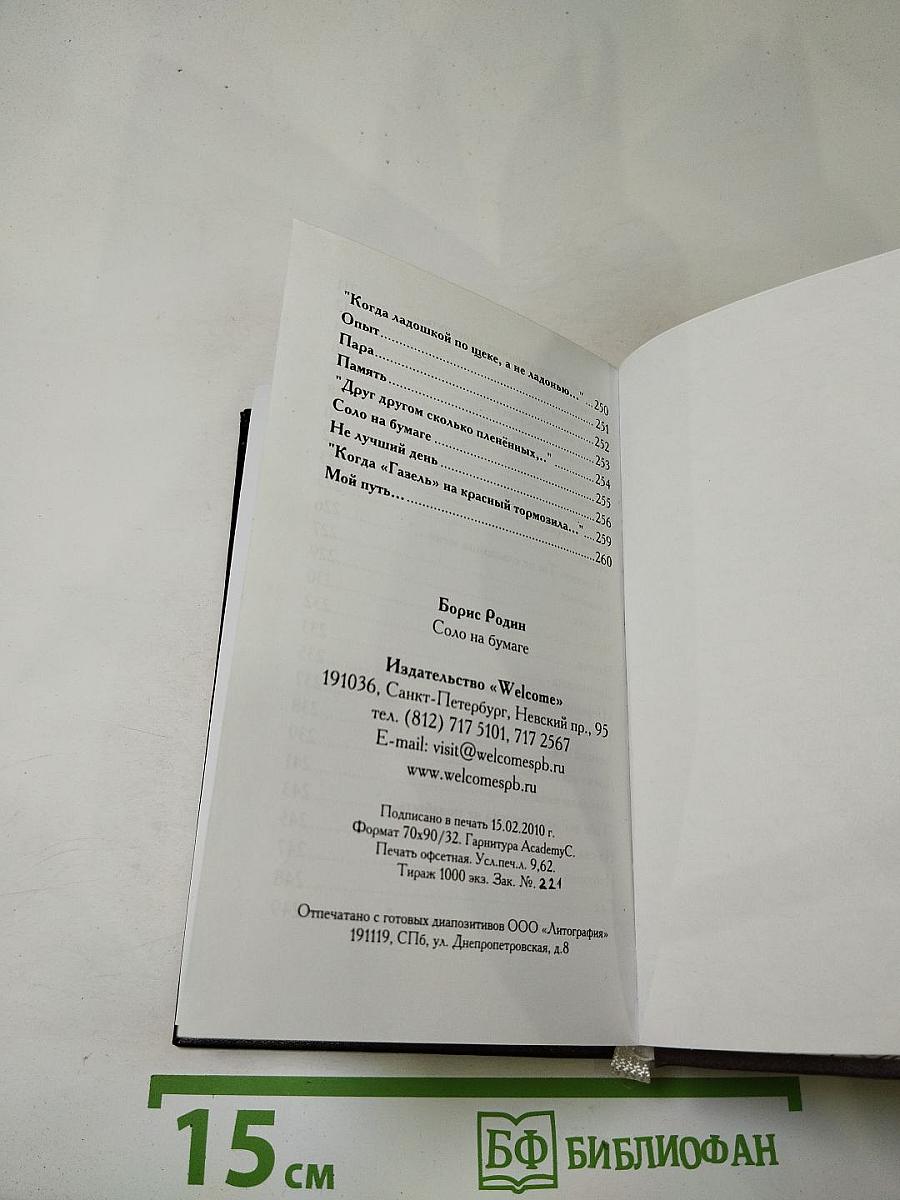 "Когда ладошкой по щеке, а не ладонью..." ...250
Опыт...251
Пара...252
Память...253
"Друг другом сколько пленённых,.." ...254
Соло на бумаге...255
Не лучший день...256
"Когда «Газель» на красный тормозила..."...259
Мой путь...260
Борис Родин
Соло на бумаге
Издательство «Welcome»
191036, Санкт-Петербург, Невский пр., 95
тел. (812) 717 5101, 717 2567
E-mail: visit@welcomespb.ru
www.welcomespb.ru
Подписано в печать 15.02.2010 г.
Формат 70x90/32. Гарнитура AcademyC.
Печать офсетная. Усл.печ.л. 9,62.
Тираж 1000 экз. Зак. №. 221
Отпечатано с готовых диапозитивов ООО «Литография»
191119, СПб, ул. Днепропетровская, д.8
15 см
БФ БИБЛИОФАН